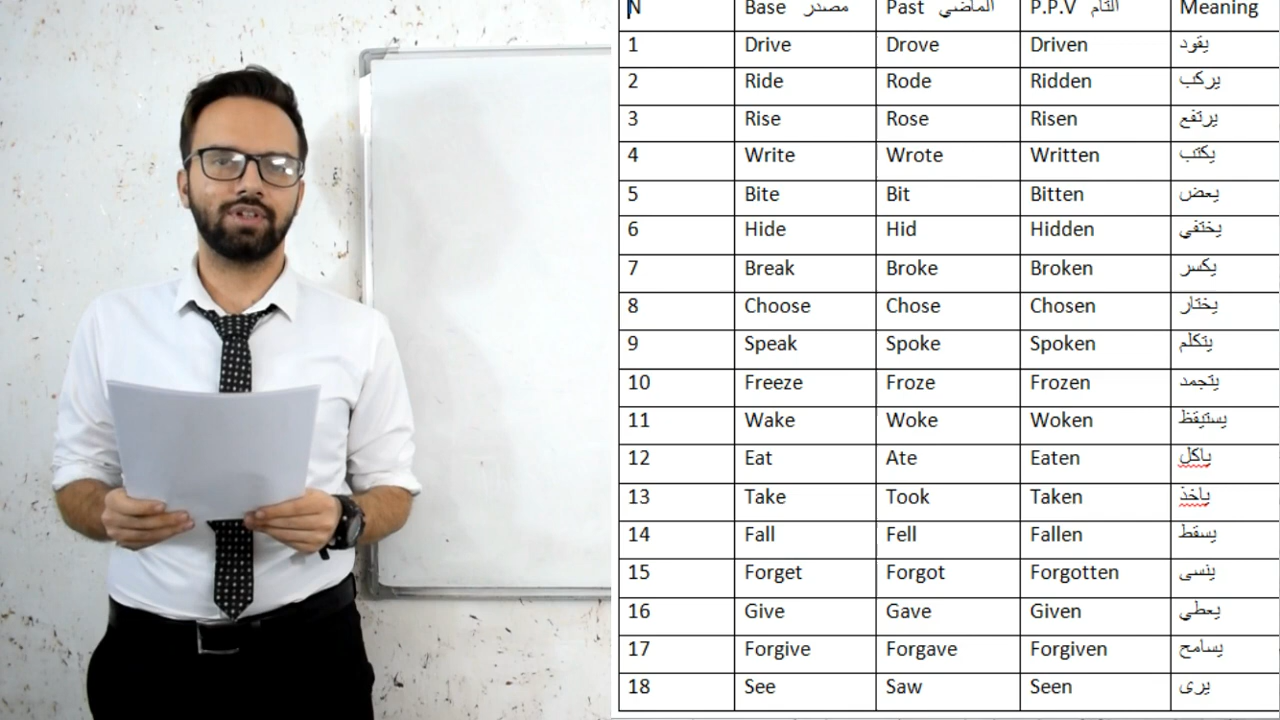 N Base مصدر Past الماضي P.P.V التام Meaning
1 Drive Drove Driven يقود
2 Ride Rode Ridden يركب
3 Rise Rose Risen يرتفع
4 Write Wrote Written يكتب
5 Bite Bit Bitten يعض
6 Hide Hid Hidden يختفي
7 Break Broke Broken يكسر
8 Choose Chose Chosen يختار
9 Speak Spoke Spoken يتكلم
10 Freeze Froze Frozen يتجمد
11 Wake Woke Woken يستيقظ
12 Eat Ate Eaten ياكل
13 Take Took Taken ياخذ
14 Fall Fell Fallen يسقط
15 Forget Forgot Forgotten ينسى
16 Give Gave Given يعطي
17 Forgive Forgave Forgiven يسامح
18 See Saw Seen يرى